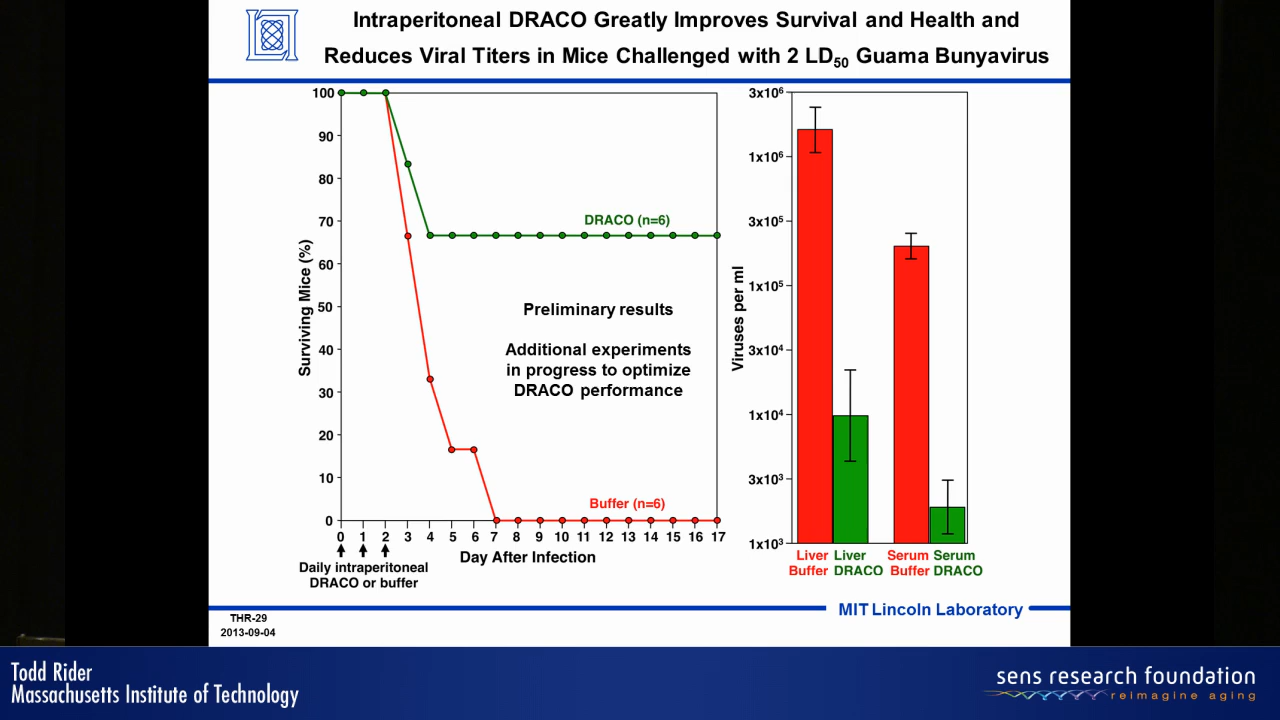 Intraperitoneal DRACO Greatly Improves Survival and Health and
Reduces Viral Titers in Mice Challenged with 2 LD50 Guama Bunyavirus
100
90
80
70
60
50
40
30
20
10
0
Surviving Mice (%)
DRACO (n=6)
Preliminary results
Additional experiments
in progress to optimize
DRACO performance
Buffer (n=6)
0 1 2 3 4 5 6 7 8 9 10 11 12 13 14 15 16 17
Day After Infection
Daily intraperitoneal
DRACO or buffer
3x10⁶
1x10⁶
3x10⁵
1x10⁵
3x10⁴
1x10⁴
3x10³
1x10³
Viruses per ml
Liver Liver Serum Serum
Buffer DRACO Buffer DRACO
MIT Lincoln Laboratory
THR-29
2013-09-04
Todd Rider
Massachusetts Institute of Technology
sens research foundation
reimagine aging